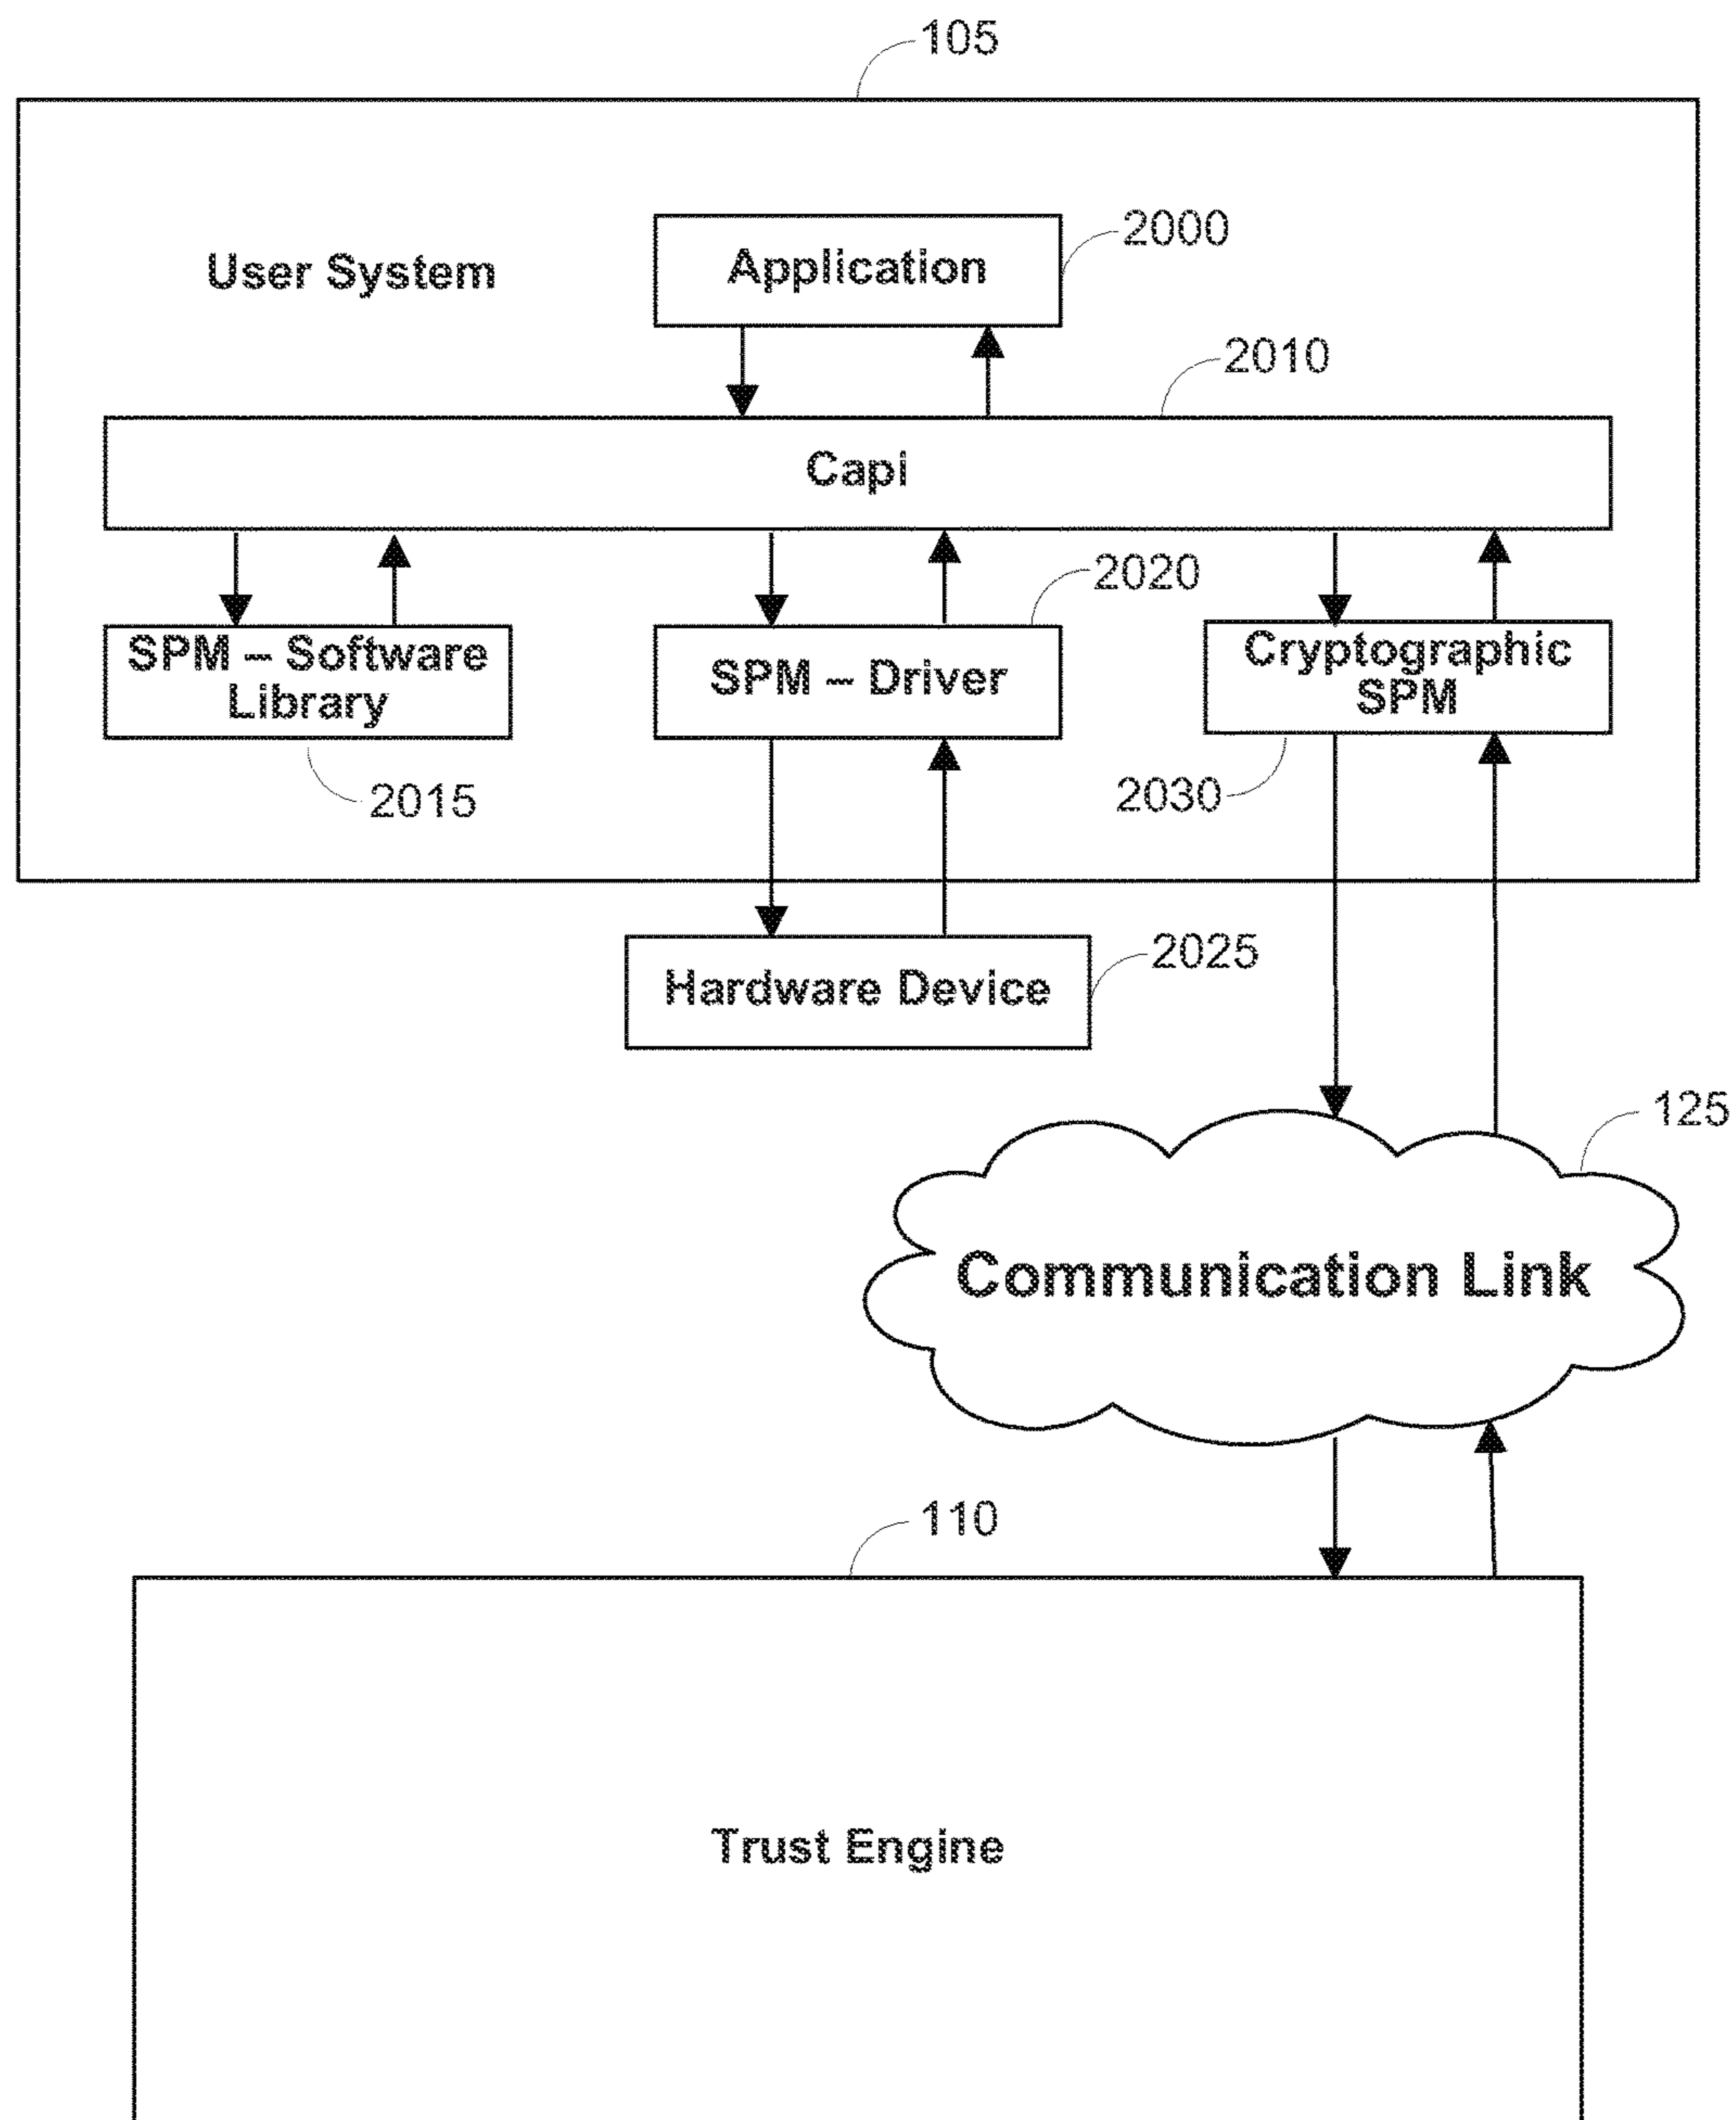 105
2000
User System
Application
2010
Capi
2020
SPM – Software
Library
SPM – Driver
Cryptographic
SPM
2015
2030
2025
Hardware Device
125
Communication Link
110
Trust Engine